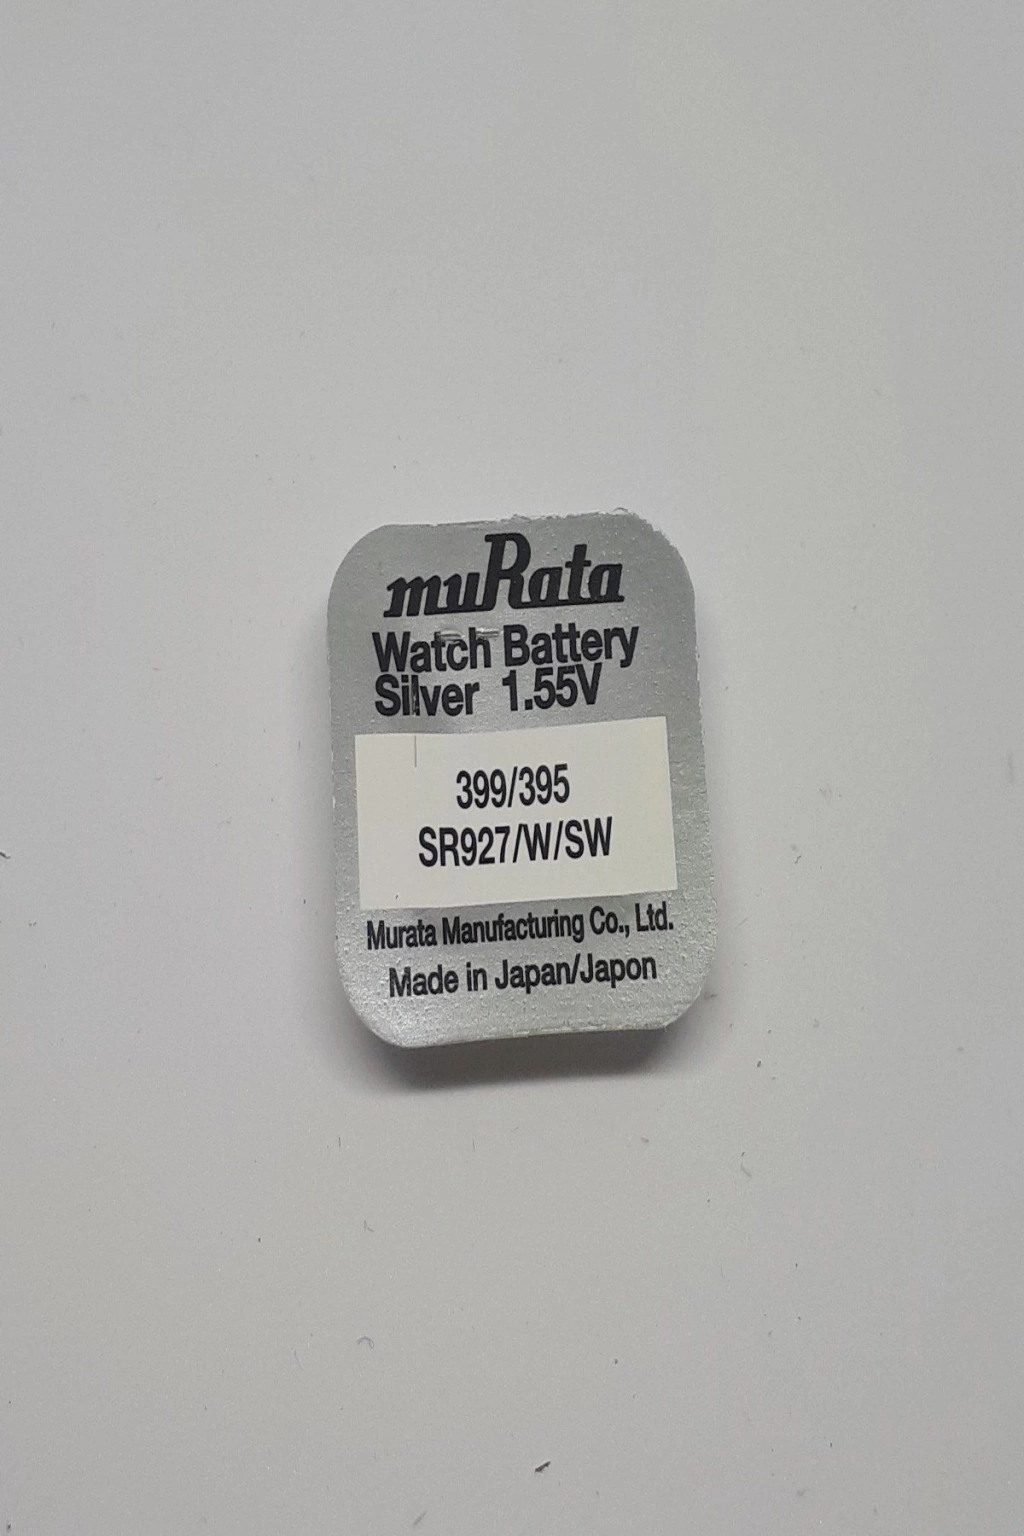 muRata
Watch Battery
Silver 1.55V
399/395
SR927/W/SW
Murata Manufacturing Co., Ltd.
Made in Japan/Japon